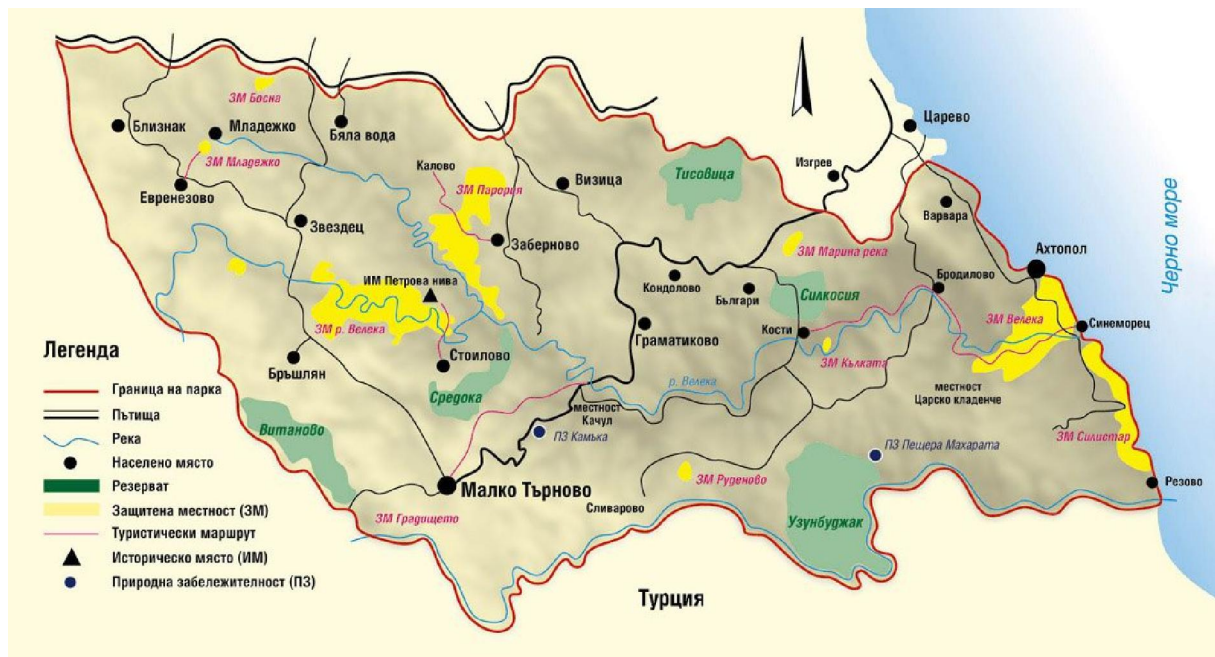 ЗМ Босна
Близнак
Младежко
Бяла вода
Царево
ЗМ Младежко
Калово
Изгрев
Евренезово
ЗМ Парория
Визица
Тисовица
Варвара
Черно море
Звездец
Заберново
ЗМ Марина река
Ахтопол
ИМ Петрова нива
Кондолово
Българи
Силкосия
Бродилово
ЗМ р. Велека
Граматиково
Кости
ЗМ Велека
Синеморец
Бръшлян
Стоилово
ЗМ Кълката
р. Велека
Средока
местност
Качул
местност
Царско кладенче
Витаново
ПЗ Камъка
ПЗ Пещера Махарата
ЗМ Силистар
Малко Търново
ЗМ Руденово
Резово
ЗМ Градището
Сливарово
Узунбуджак
Турция
Легенда
Граница на парка
Пътища
Река
Населено място
Резерват
Защитена местност (ЗМ)
Туристически маршрут
Историческо място (ИМ)
Природна забележителност (ПЗ)